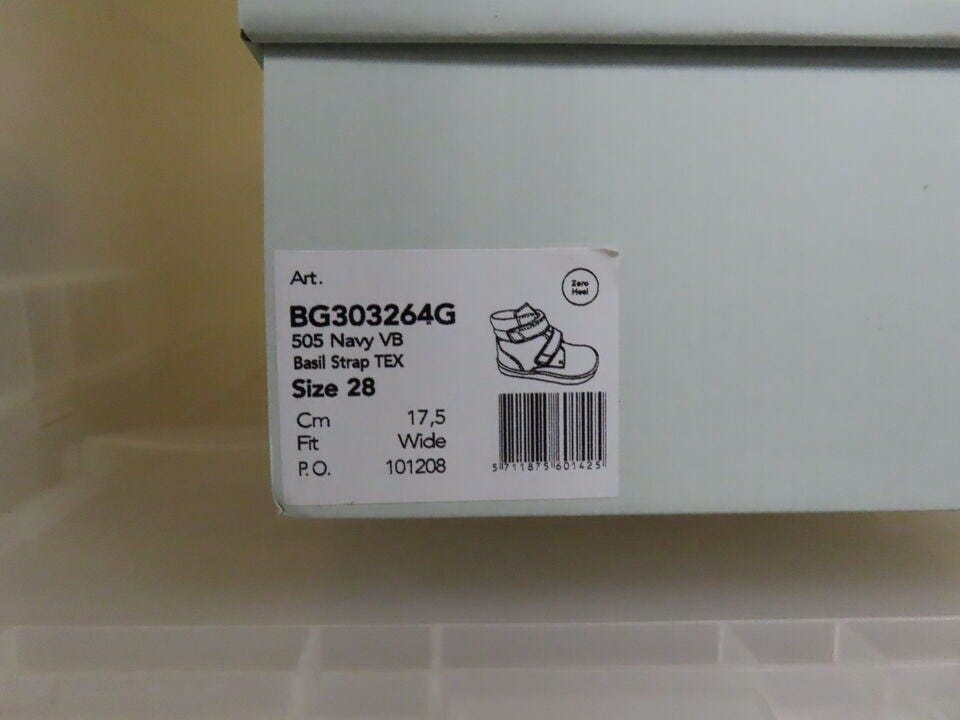 Art.
Zero
Heel
BG303264G
505 Navy VB
Basil Strap TEX
Size 28
Cm 17,5
Fit Wide
P.O. 101208
5 711875 601425